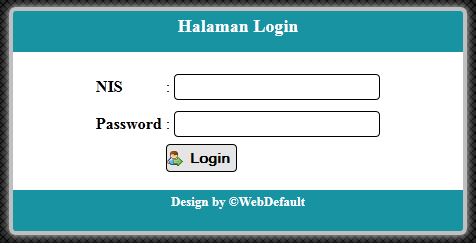 Halaman Login
NIS :
Password :
Login
Design by ©WebDefault